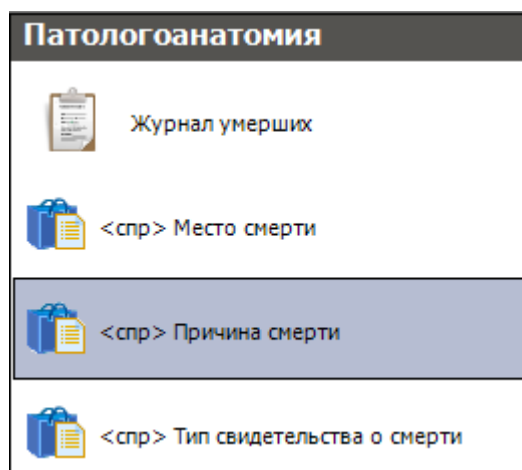 Патологоанатомия
Журнал умерших
<спр> Место смерти
<спр> Причина смерти
<спр> Тип свидетельства о смерти